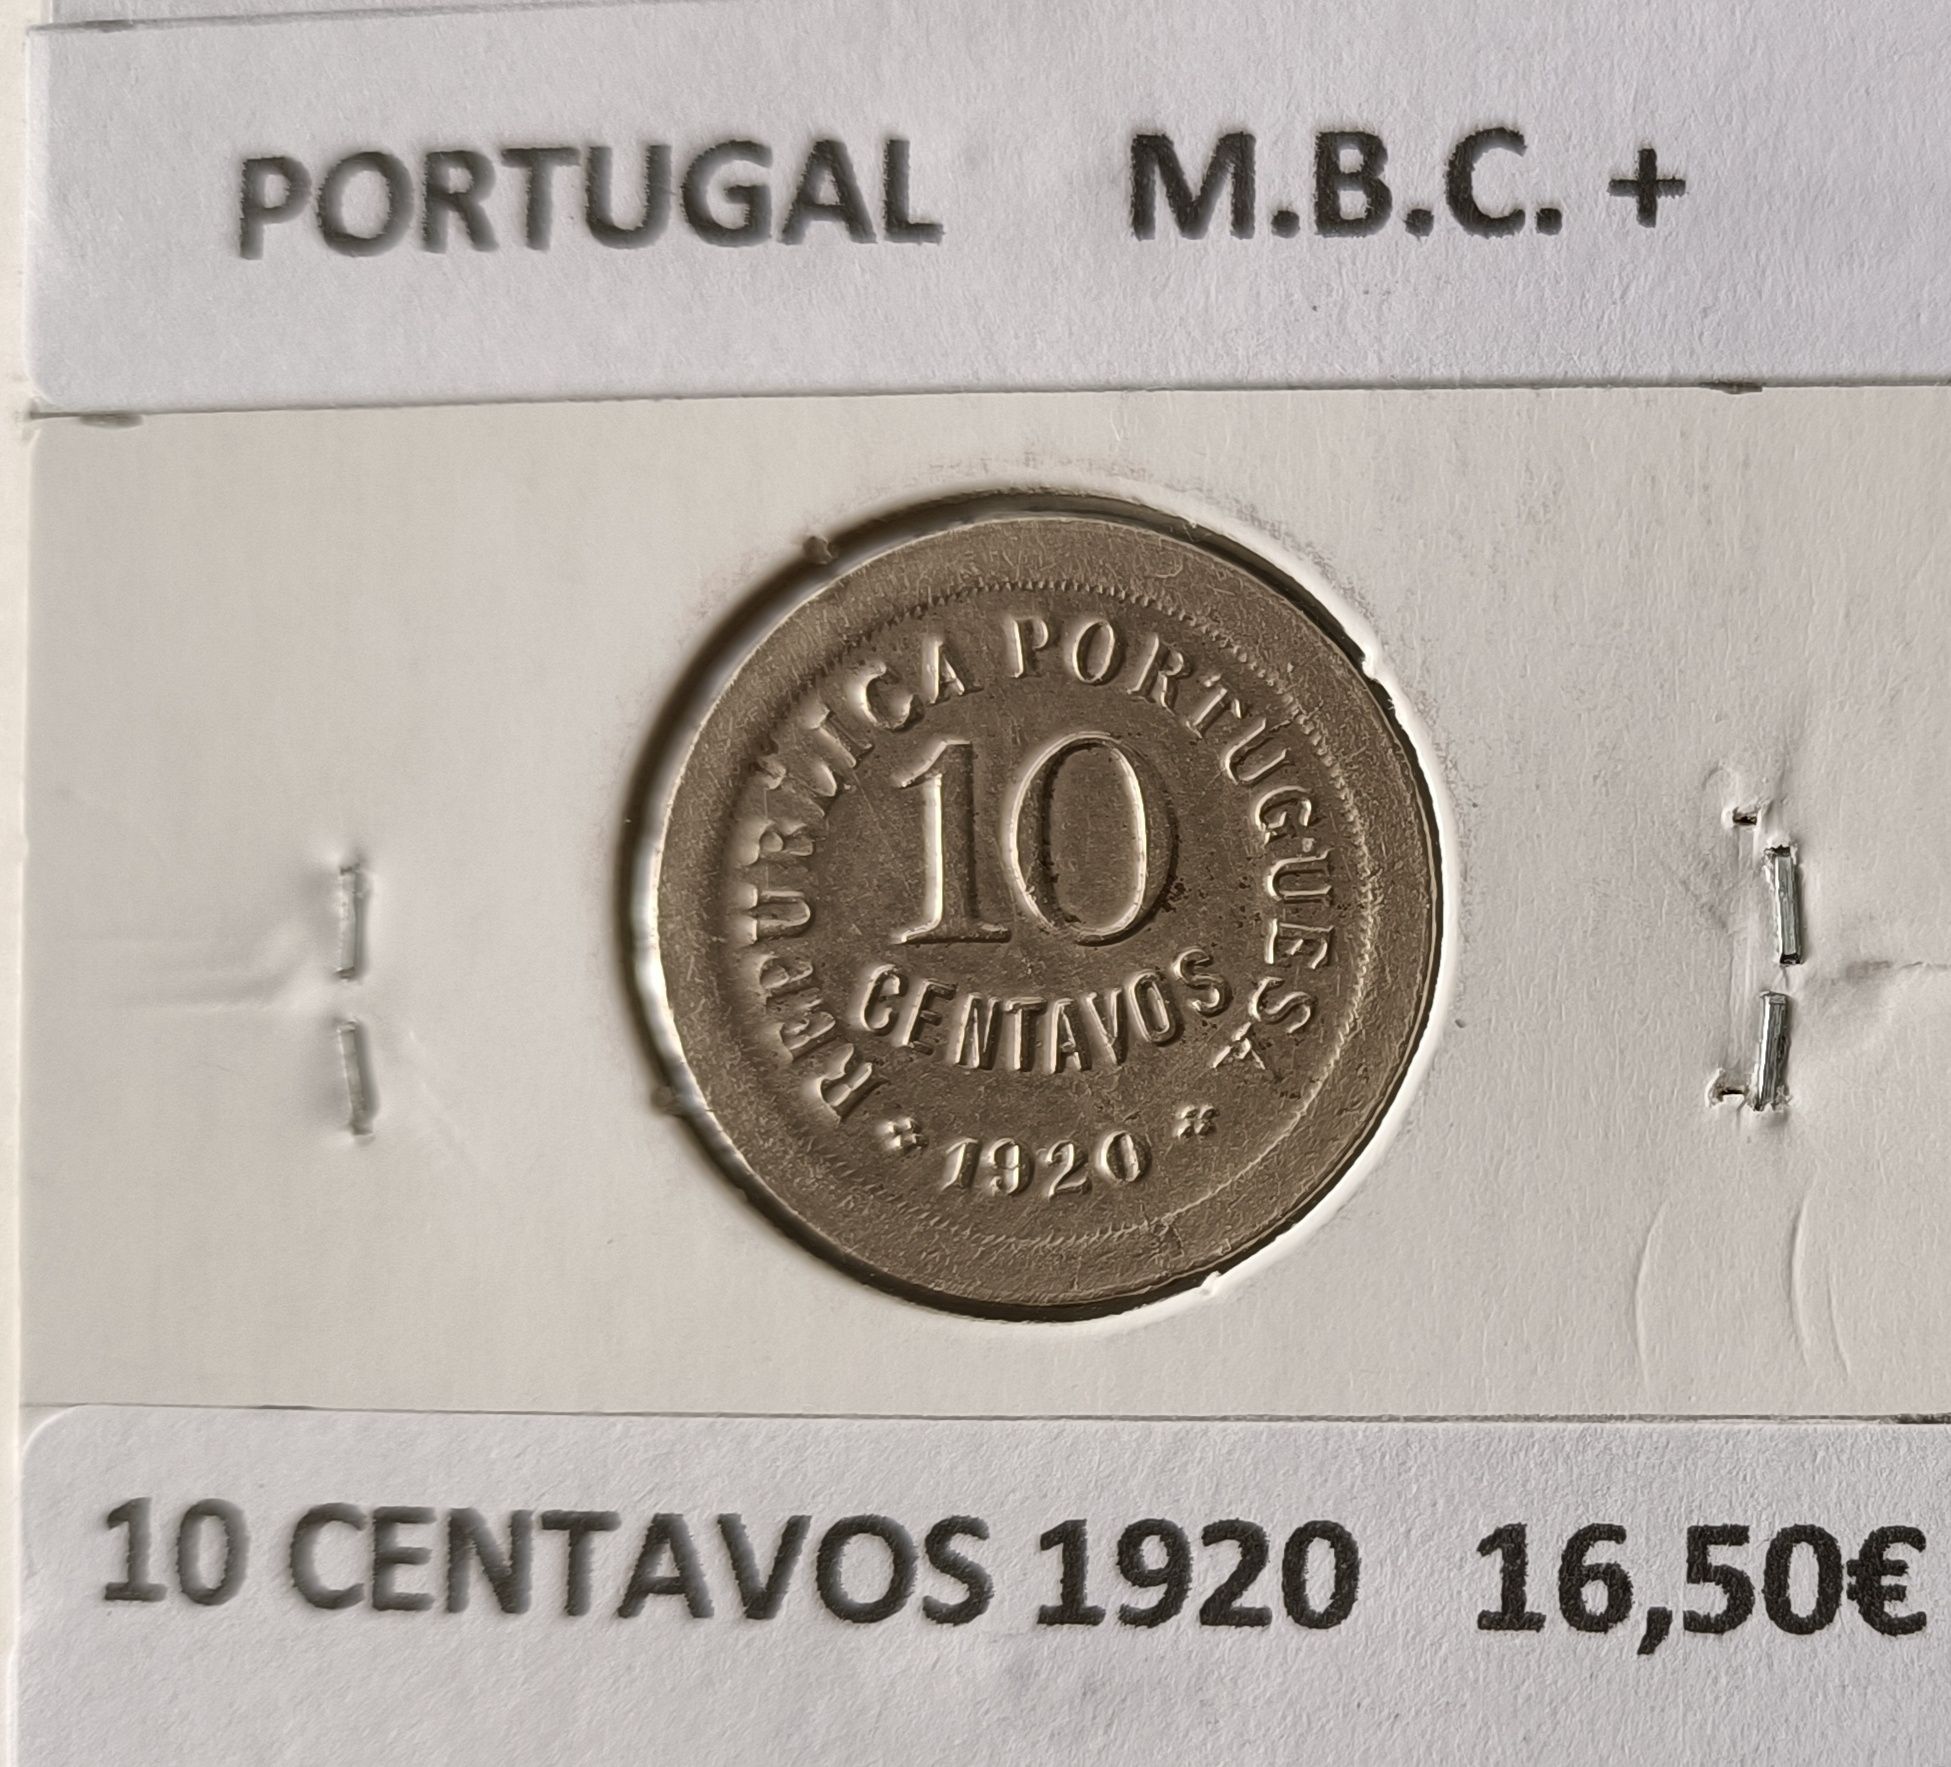 PORTUGAL M.B.C. +
REPUBLICA PORTUGUESA
10
CENTAVOS
* 1920 *
10 CENTAVOS 1920 16,50€